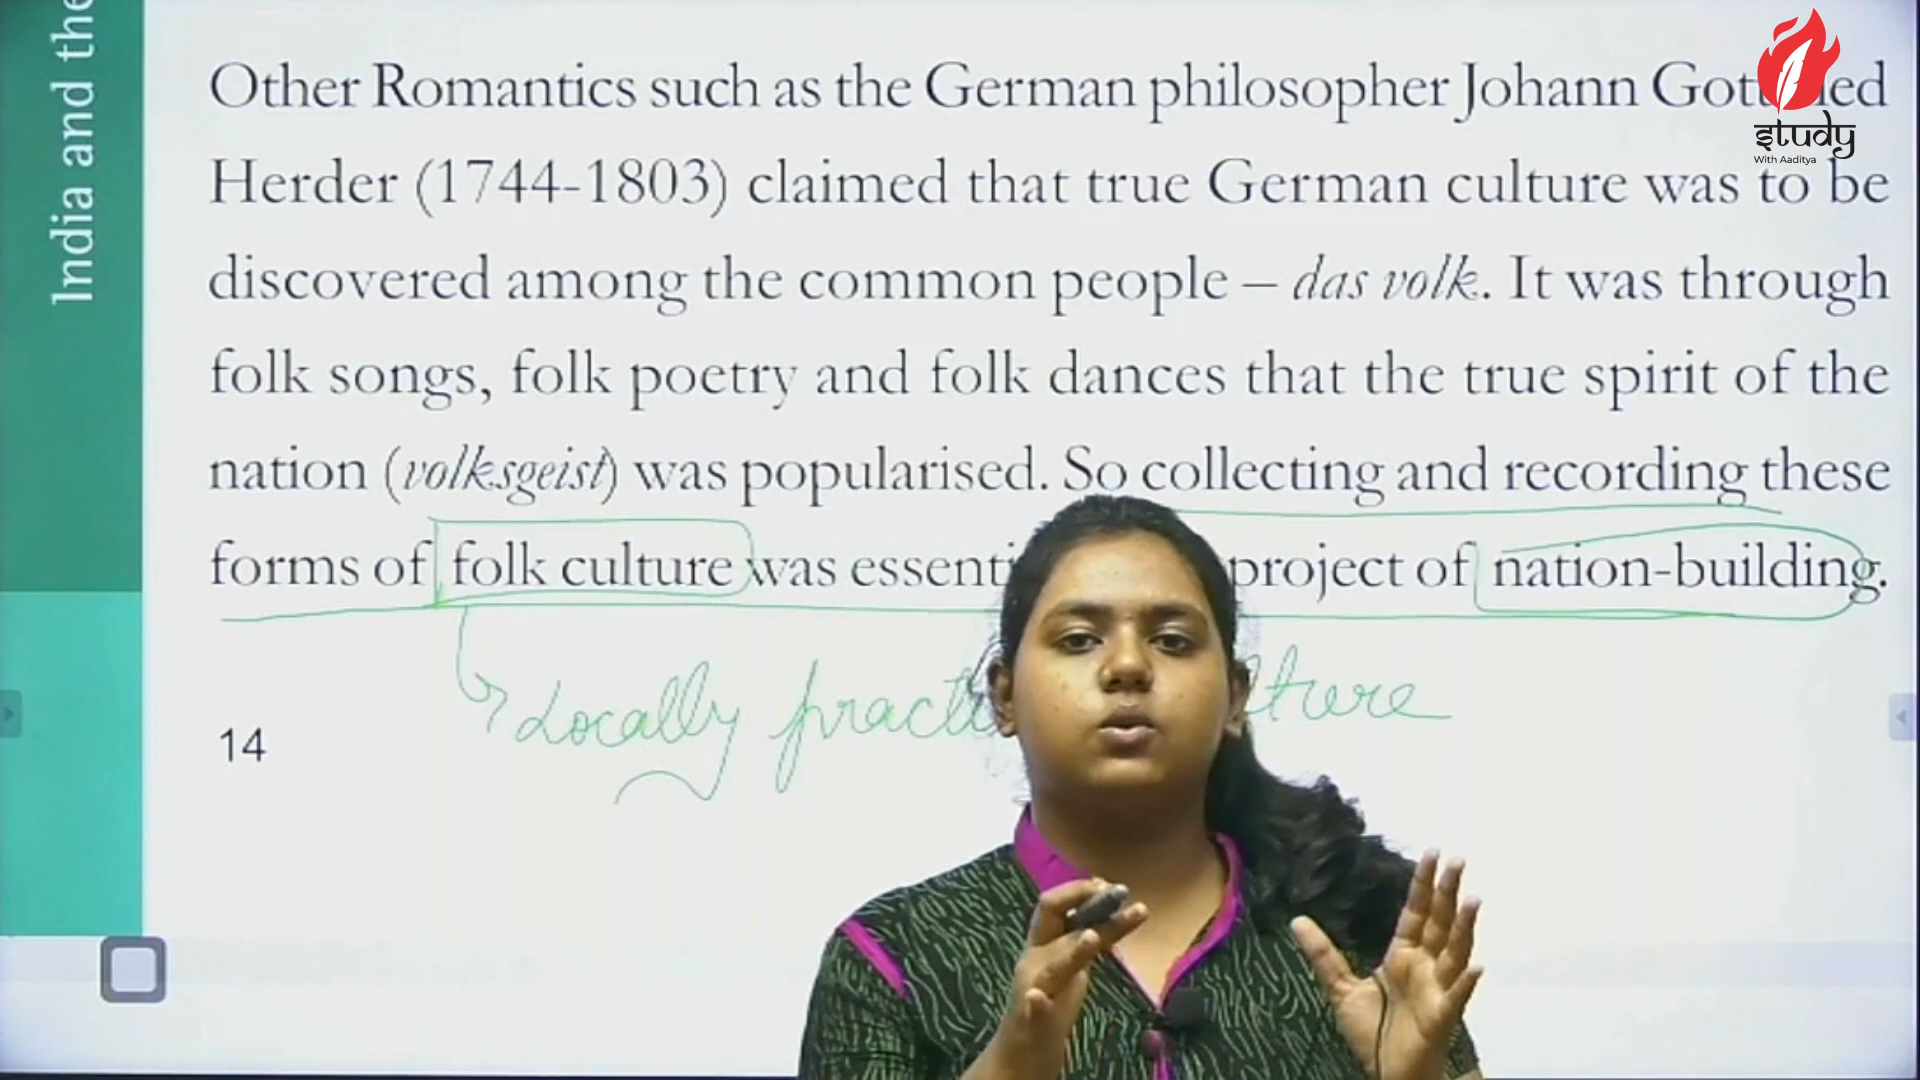 India and the
Other Romantics such as the German philosopher Johann
Herder (1744-1803) claimed that true German culture was to be
discovered among the common people – das volk. It was through
folk songs, folk poetry and folk dances that the true spirit of the
nation (volksgeist) was popularised. So collecting and recording these
forms of folk culture was project of nation-building.
Locally
14
study
With Aaditya